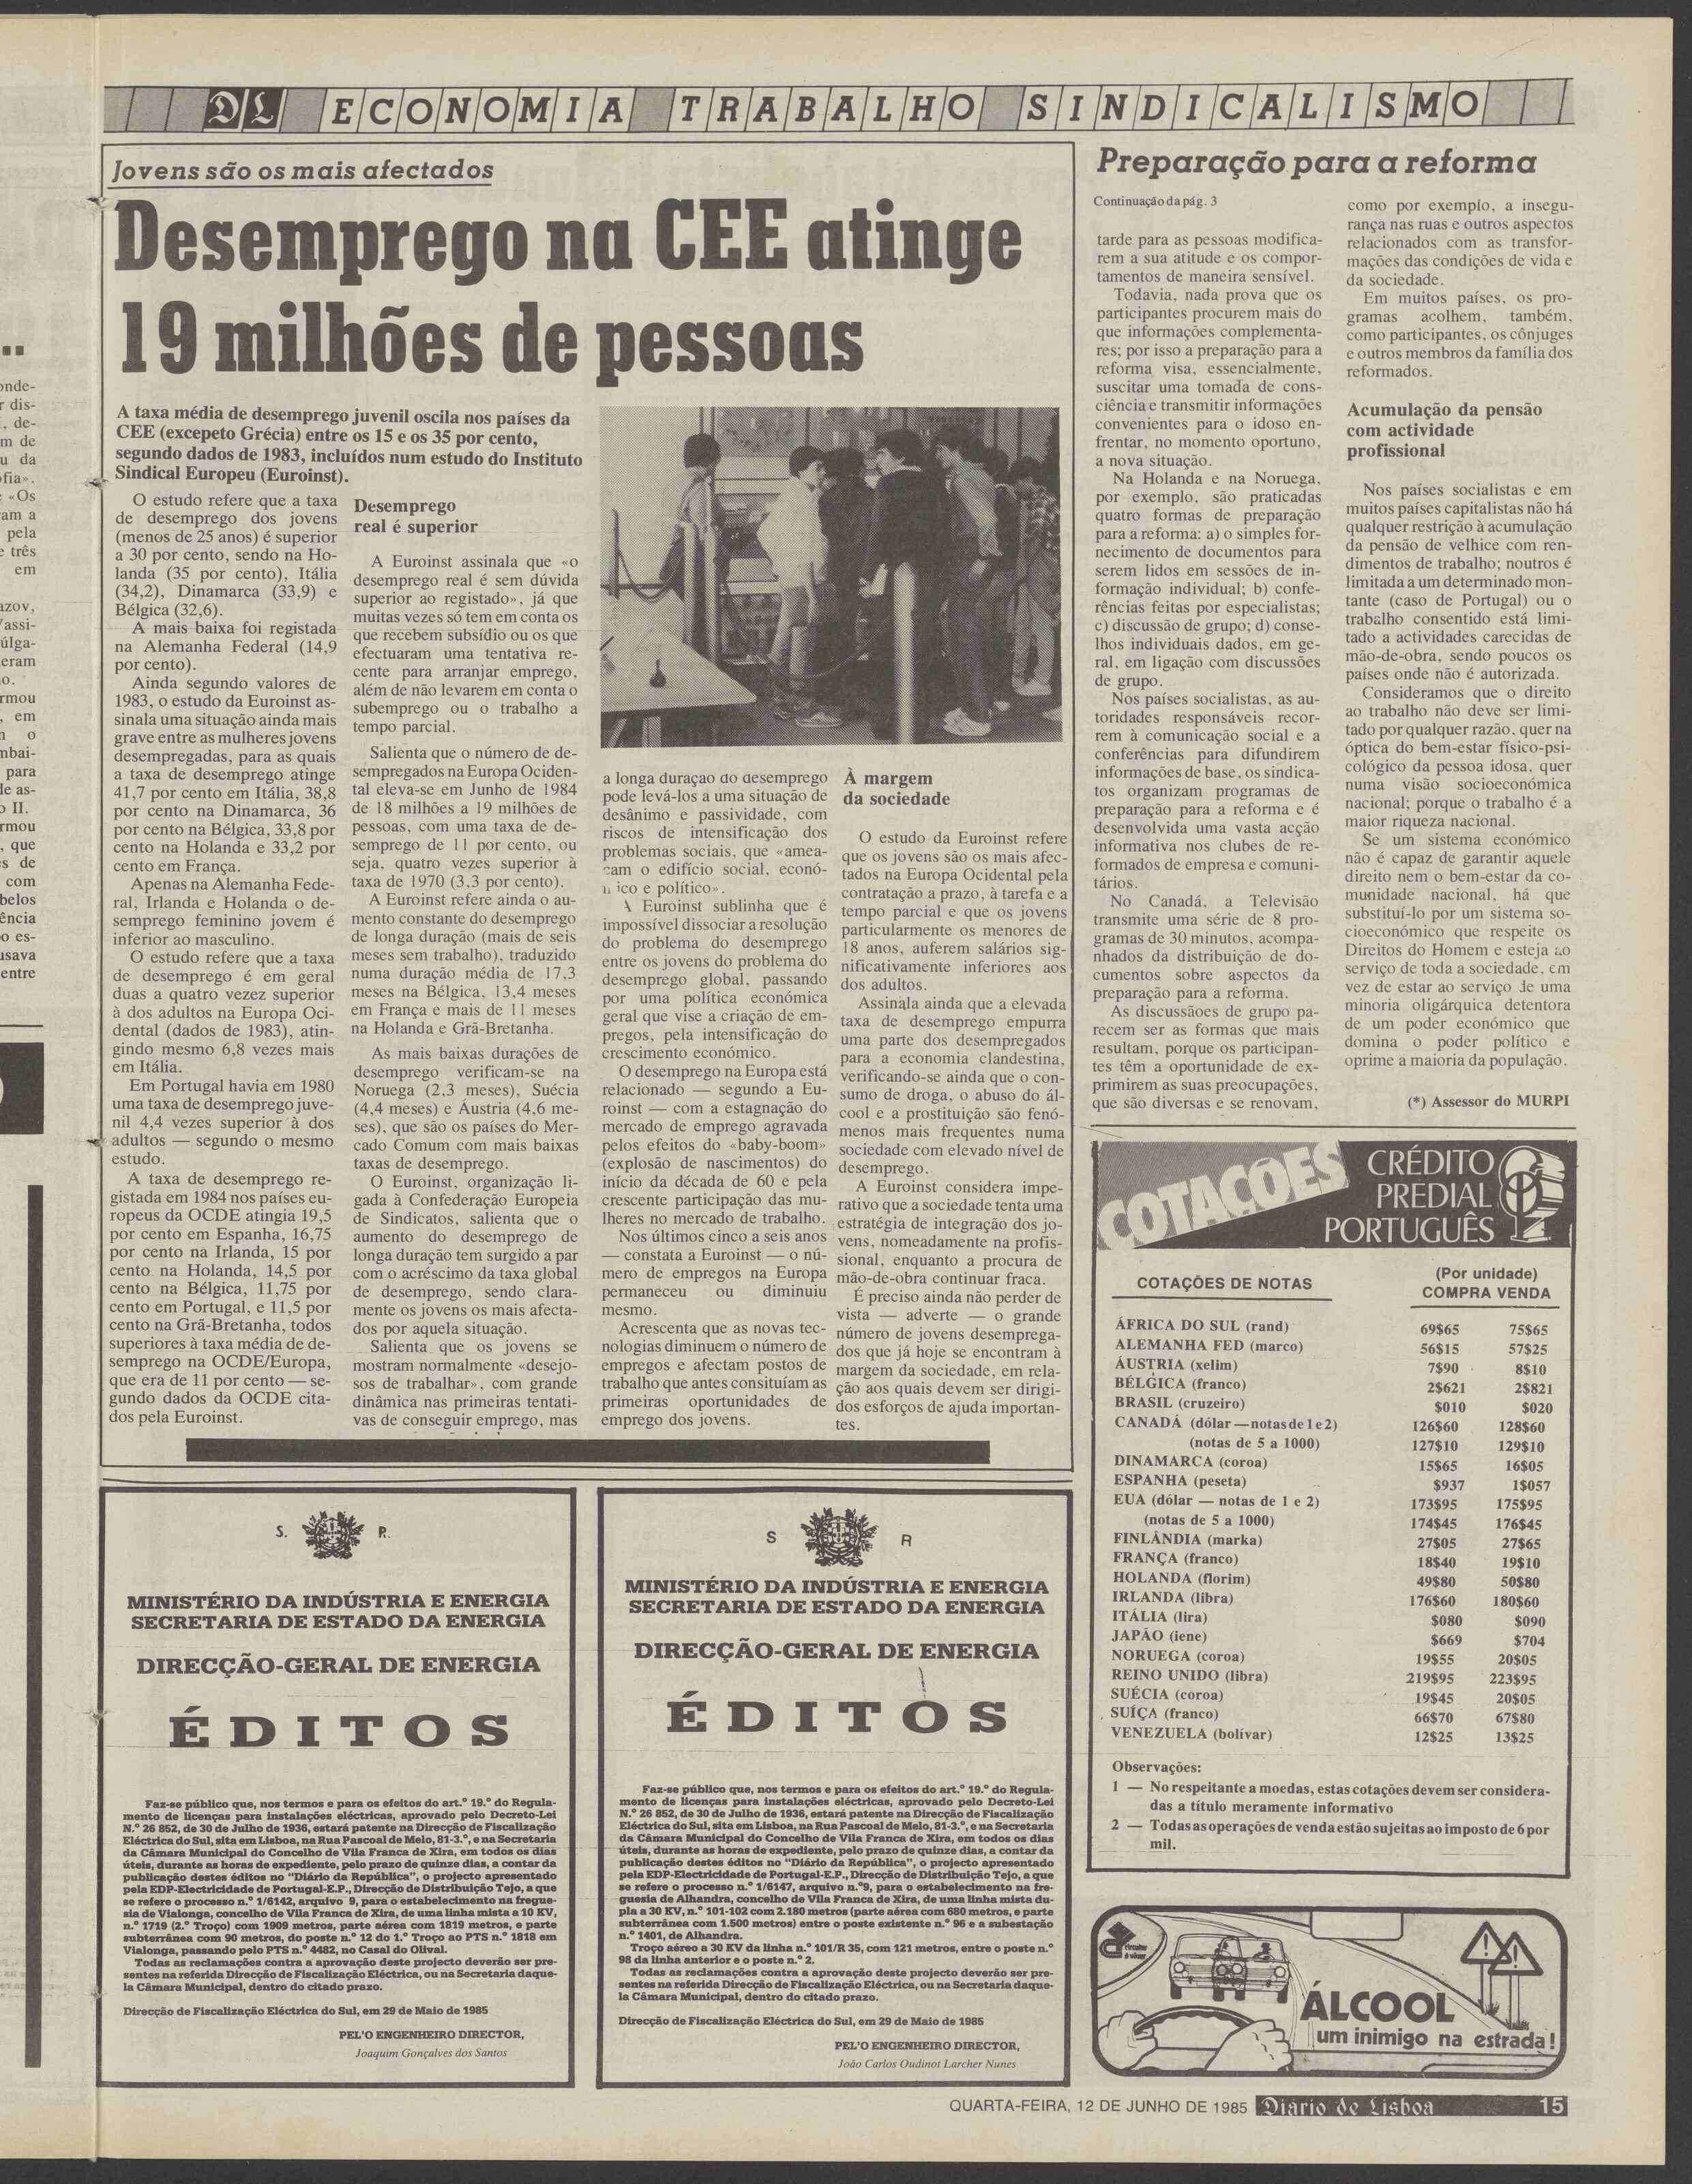 DL ECONOMIA TRABALHO SINDICALISMO
Jovens são os mais afectados
Desemprego na CEE atinge
19 milhões de pessoas
A taxa média de desemprego juvenil oscila nos países da
CEE (excepeto Grécia) entre os 15 e os 35 por cento,
segundo dados de 1983, incluídos num estudo do Instituto
Sindical Europeu (Euroinst).
O estudo refere que a taxa
de desemprego dos jovens
(menos de 25 anos) é superior
a 30 por cento, sendo na Ho-
landa (35 por cento), Itália
(34,2), Dinamarca (33,9) e
Bélgica (32,6).
A mais baixa foi registada
na Alemanha Federal (14,9
por cento).
Ainda segundo valores de
1983, o estudo da Euroinst as-
sinala uma situação ainda mais
grave entre as mulheres jovens
desempregadas, para as quais
a taxa de desemprego atinge
41,7 por cento em Itália, 38,8
por cento na Dinamarca, 36
por cento na Bélgica, 33,8 por
cento na Holanda e 33,2 por
cento em França.
Apenas na Alemanha Fede-
ral, Irlanda e Holanda o de-
semprego feminino jovem é
inferior ao masculino.
O estudo refere que a taxa
de desemprego é em geral
duas a quatro vezez superior
à dos adultos na Europa Oci-
dental (dados de 1983), atin-
gindo mesmo 6,8 vezes mais
em Itália.
Em Portugal havia em 1980
uma taxa de desemprego juve-
nil 4,4 vezes superior à dos
adultos — segundo o mesmo
estudo.
A taxa de desemprego re-
gistada em 1984 nos países eu-
ropeus da OCDE atingia 19,5
por cento em Espanha, 16,75
por cento na Irlanda, 15 por
cento na Holanda, 14,5 por
cento na Bélgica, 11,75 por
cento em Portugal, e 11,5 por
cento na Grã-Bretanha, todos
superiores à taxa média de de-
semprego na OCDE/Europa,
que era de 11 por cento — se-
gundo dados da OCDE cita-
dos pela Euroinst.
Desemprego
real é superior
A Euroinst assinala que «o
desemprego real é sem dúvida
superior ao registado», já que
muitas vezes só tem em conta os
que recebem subsídio ou os que
efectuaram uma tentativa re-
cente para arranjar emprego,
além de não levarem em conta o
subemprego ou o trabalho a
tempo parcial.
Salienta que o número de de-
sempregados na Europa Ociden-
tal eleva-se em Junho de 1984
de 18 milhões a 19 milhões de
pessoas, com uma taxa de de-
semprego de 11 por cento, ou
seja, quatro vezes superior à
taxa de 1970 (3,3 por cento).
A Euroinst refere ainda o au-
mento constante do desemprego
de longa duração (mais de seis
meses sem trabalho), traduzido
numa duração média de 17,3
meses na Bélgica, 13,4 meses
em França e mais de 11 meses
na Holanda e Grã-Bretanha.
As mais baixas durações de
desemprego verificam-se na
Noruega (2,3 meses), Suécia
(4,4 meses) e Áustria (4,6 me-
ses), que são os países do Mer-
cado Comum com mais baixas
taxas de desemprego.
O Euroinst, organização li-
gada à Confederação Europeia
de Sindicatos, salienta que o
aumento do desemprego de
longa duração tem surgido a par
com o acréscimo da taxa global
de desemprego, sendo clara-
mente os jovens os mais afecta-
dos por aquela situação.
Salienta que os jovens se
mostram normalmente «desejo-
sos de trabalhar», com grande
dinâmica nas primeiras tentati-
vas de conseguir emprego, mas
a longa duração do desemprego
pode levá-los a uma situação de
desânimo e passividade, com
riscos de intensificação dos
problemas sociais, que «amea-
çam o edifício social, econó-
ico e político».
A Euroinst sublinha que é
impossível dissociar a resolução
do problema do desemprego
entre os jovens do problema do
desemprego global, passando
por uma política económica
geral que vise a criação de em-
pregos, pela intensificação do
crescimento económico.
O desemprego na Europa está
relacionado — segundo a Eu-
roinst — com a estagnação do
mercado de emprego agravada
pelos efeitos do «baby-boom»
(explosão de nascimentos) do
início da década de 60 e pela
crescente participação das mu-
lheres no mercado de trabalho.
Nos últimos cinco a seis anos
— constata a Euroinst — o nú-
mero de empregos na Europa
permaneceu ou diminuiu
mesmo.
Acrescenta que as novas tec-
nologias diminuem o número de
empregos e afectam postos de
trabalho que antes consituíam as
primeiras oportunidades de
emprego dos jovens.
À margem
da sociedade
O estudo da Euroinst refere
que os jovens são os mais afec-
tados na Europa Ocidental pela
contratação a prazo, à tarefa e a
tempo parcial e que os jovens
particularmente os menores de
18 anos, auferem salários sig-
nificativamente inferiores aos
dos adultos.
Assinala ainda que a elevada
taxa de desemprego empurra
uma parte dos desempregados
para a economia clandestina,
verificando-se ainda que o con-
sumo de droga, o abuso do ál-
cool e a prostituição são fenó-
menos mais frequentes numa
sociedade com elevado nível de
desemprego.
A Euroinst considera impe-
rativo que a sociedade tenta uma
estratégia de integração dos jo-
vens, nomeadamente na profis-
sional, enquanto a procura de
mão-de-obra continuar fraca.
É preciso ainda não perder de
vista — adverte — o grande
número de jovens desemprega-
dos que já hoje se encontram à
margem da sociedade, em rela-
ção aos quais devem ser dirigi-
dos esforços de ajuda importan-
tes.
Preparação para a reforma
Continuação da pág. 3
tarde para as pessoas modifica-
rem a sua atitude e os compor-
tamentos de maneira sensível.
Todavia, nada prova que os
participantes procurem mais do
que informações complementa-
res; por isso a preparação para a
reforma visa, essencialmente,
suscitar uma tomada de cons-
ciência e transmitir informações
convenientes para o idoso en-
frentar, no momento oportuno,
a nova situação.
Na Holanda e na Noruega,
por exemplo, são praticadas
quatro formas de preparação
para a reforma: a) o simples for-
necimento de documentos para
serem lidos em sessões de in-
formação individual; b) confe-
rências feitas por especialistas;
c) discussão de grupo; d) conse-
lhos individuais dados, em ge-
ral, em ligação com discussões
de grupo.
Nos países socialistas, as au-
toridades responsáveis recor-
rem à comunicação social e a
conferências para difundirem
informações de base, os sindica-
tos organizam programas de
preparação para a reforma e é
desenvolvida uma vasta acção
informativa nos clubes de re-
formados de empresa e comuni-
tários.
No Canadá, a Televisão
transmite uma série de 8 pro-
gramas de 30 minutos, acompa-
nhados da distribuição de do-
cumentos sobre aspectos da
preparação para a reforma.
As discussãoes de grupo pa-
recem ser as formas que mais
resultam, porque os participan-
tes têm a oportunidade de ex-
primirem as suas preocupações,
que são diversas e se renovam,
como por exemplo, a insegu-
rança nas ruas e outros aspectos
relacionados com as transfor-
mações das condições de vida e
da sociedade.
Em muitos países, os pro-
gramas acolhem, também,
como participantes, os cônjuges
e outros membros da família dos
reformados.
Acumulação da pensão
com actividade
profissional
Nos países socialistas e em
muitos países capitalistas não há
qualquer restrição à acumulação
da pensão de velhice com ren-
dimentos de trabalho; noutros é
limitada a um determinado mon-
tante (caso de Portugal) ou o
trabalho consentido está limi-
tado a actividades carecidas de
mão-de-obra, sendo poucos os
países onde não é autorizada.
Consideramos que o direito
ao trabalho não deve ser limi-
tado por qualquer razão, quer na
óptica do bem-estar físico-psi-
cológico da pessoa idosa, quer
numa visão socioeconómica
nacional; porque o trabalho é a
maior riqueza nacional.
Se um sistema económico
não é capaz de garantir aquele
direito nem o bem-estar da co-
munidade nacional, há que
substituí-lo por um sistema so-
cioeconómico que respeite os
Direitos do Homem e esteja ao
serviço de toda a sociedade, em
vez de estar ao serviço de uma
minoria oligárquica detentora
de um poder económico que
domina o poder político e
oprime a maioria da população.
(*) Assessor do MURPI
COTAÇÕES
CRÉDITO
PREDIAL
PORTUGUÊS
COTAÇÕES DE NOTAS
(Por unidade)
COMPRA VENDA
ÁFRICA DO SUL (rand) 69$65 75$65
ALEMANHA FED (marco) 56$15 57$25
ÁUSTRIA (xelim) 7$90 8$10
BÉLGICA (franco) 2$621 2$821
BRASIL (cruzeiro) $010 $020
CANADÁ (dólar — notas de 1 e 2) 126$60 128$60
(notas de 5 a 1000) 127$10 129$10
DINAMARCA (coroa) 15$65 16$05
ESPANHA (peseta) $937 1$057
EUA (dólar — notas de 1 e 2) 173$95 175$95
(notas de 5 a 1000) 174$45 176$45
FINLÂNDIA (marka) 27$05 27$65
FRANÇA (franco) 18$40 19$10
HOLANDA (florim) 49$80 50$80
IRLANDA (libra) 176$60 180$60
ITÁLIA (lira) $080 $090
JAPÃO (iene) $669 $704
NORUEGA (coroa) 19$55 20$05
REINO UNIDO (libra) 219$95 223$95
SUÉCIA (coroa) 19$45 20$05
SUÍÇA (franco) 66$70 67$80
VENEZUELA (bolívar) 12$25 13$25
Observações:
1 — No respeitante a moedas, estas cotações devem ser considera-
das a título meramente informativo
2 — Todas as operações de venda estão sujeitas ao imposto de 6 por
mil.
S. R.
MINISTÉRIO DA INDÚSTRIA E ENERGIA
SECRETARIA DE ESTADO DA ENERGIA
DIRECÇÃO-GERAL DE ENERGIA
ÉDITOS
Faz-se público que, nos termos e para os efeitos do art.º 19.º do Regula-
mento de licenças para instalações eléctricas, aprovado pelo Decreto-Lei
N.º 26 852, de 30 de Julho de 1936, estará patente na Direcção de Fiscalização
Eléctrica do Sul, sita em Lisboa, na Rua Pascoal de Melo, 81-3.º, e na Secretaria
da Câmara Municipal do Concelho de Vila Franca de Xira, em todos os dias
úteis, durante as horas de expediente, pelo prazo de quinze dias, a contar da
publicação destes éditos no "Diário da República", o projecto apresentado
pela EDP-Electricidade de Portugal-E.P., Direcção de Distribuição Tejo, a que
se refere o processo n.º 1/6142, arquivo 9, para o estabelecimento na fregue-
sia de Vialonga, concelho de Vila Franca de Xira, de uma linha mista a 10 KV,
n.º 1719 (2.º Troço) com 1909 metros, parte aérea com 1819 metros, e parte
subterrânea com 90 metros, do poste n.º 12 do 1.º Troço ao PTS n.º 1818 em
Vialonga, passando pelo PTS n.º 4482, no Casal do Olival.
Todas as reclamações contra a aprovação deste projecto deverão ser pre-
sentes na referida Direcção de Fiscalização Eléctrica, ou na Secretaria daque-
la Câmara Municipal, dentro do citado prazo.
Direcção de Fiscalização Eléctrica do Sul, em 29 de Maio de 1985
PEL'O ENGENHEIRO DIRECTOR,
Joaquim Gonçalves dos Santos
S R
MINISTÉRIO DA INDÚSTRIA E ENERGIA
SECRETARIA DE ESTADO DA ENERGIA
DIRECÇÃO-GERAL DE ENERGIA
ÉDITOS
Faz-se público que, nos termos e para os efeitos do art.º 19.º do Regula-
mento de licenças para instalações eléctricas, aprovado pelo Decreto-Lei
N.º 26 852, de 30 de Julho de 1936, estará patente na Direcção de Fiscalização
Eléctrica do Sul, sita em Lisboa, na Rua Pascoal de Melo, 81-3.º, e na Secretaria
da Câmara Municipal do Concelho de Vila Franca de Xira, em todos os dias
úteis, durante as horas de expediente, pelo prazo de quinze dias, a contar da
publicação destes éditos no "Diário da República", o projecto apresentado
pela EDP-Electricidade de Portugal-E.P., Direcção de Distribuição Tejo, a que
se refere o processo n.º 1/6147, arquivo n.º9, para o estabelecimento na fre-
guesia de Alhandra, concelho de Vila Franca de Xira, de uma linha mista du-
pla a 30 KV, n.º 101-102 com 2.180 metros (parte aérea com 680 metros, e parte
subterrânea com 1.500 metros) entre o poste existente n.º 96 e a subestação
n.º 1401, de Alhandra.
Troço aéreo a 30 KV da linha n.º 101/R 35, com 121 metros, entre o poste n.º
98 da linha anterior e o poste n.º 2.
Todas as reclamações contra a aprovação deste projecto deverão ser pre-
sentes na referida Direcção de Fiscalização Eléctrica, ou na Secretaria daque-
la Câmara Municipal, dentro do citado prazo.
Direcção de Fiscalização Eléctrica do Sul, em 29 de Maio de 1985
PEL'O ENGENHEIRO DIRECTOR,
João Carlos Oudinot Larcher Nunes
ÁLCOOL
um inimigo na estrada!
QUARTA-FEIRA, 12 DE JUNHO DE 1985 Diário de Lisboa 15